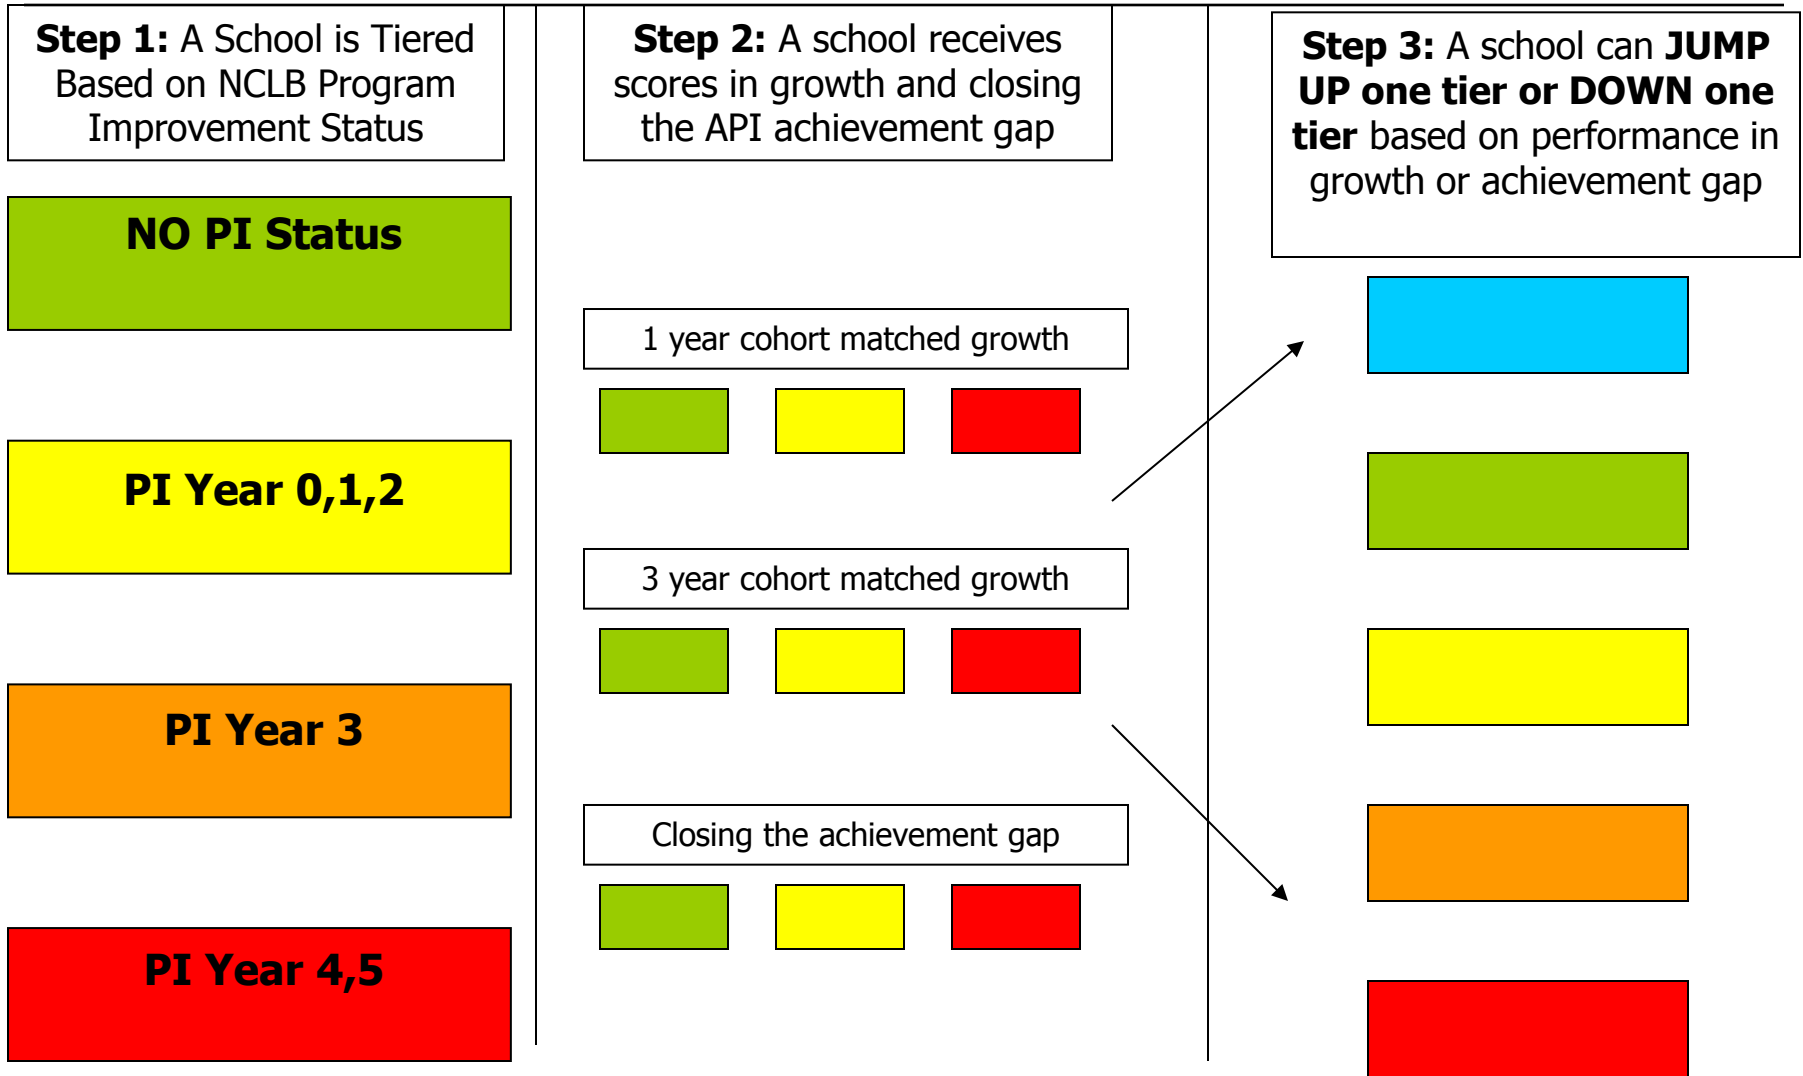 Step 1: A School is Tiered
Based on NCLB Program
Improvement Status
NO PI Status
PI Year 0,1,2
PI Year 3
PI Year 4,5
Step 2: A school receives
scores in growth and closing
the API achievement gap
1 year cohort matched growth
3 year cohort matched growth
Closing the achievement gap
Step 3: A school can JUMP
UP one tier or DOWN one
tier based on performance in
growth or achievement gap